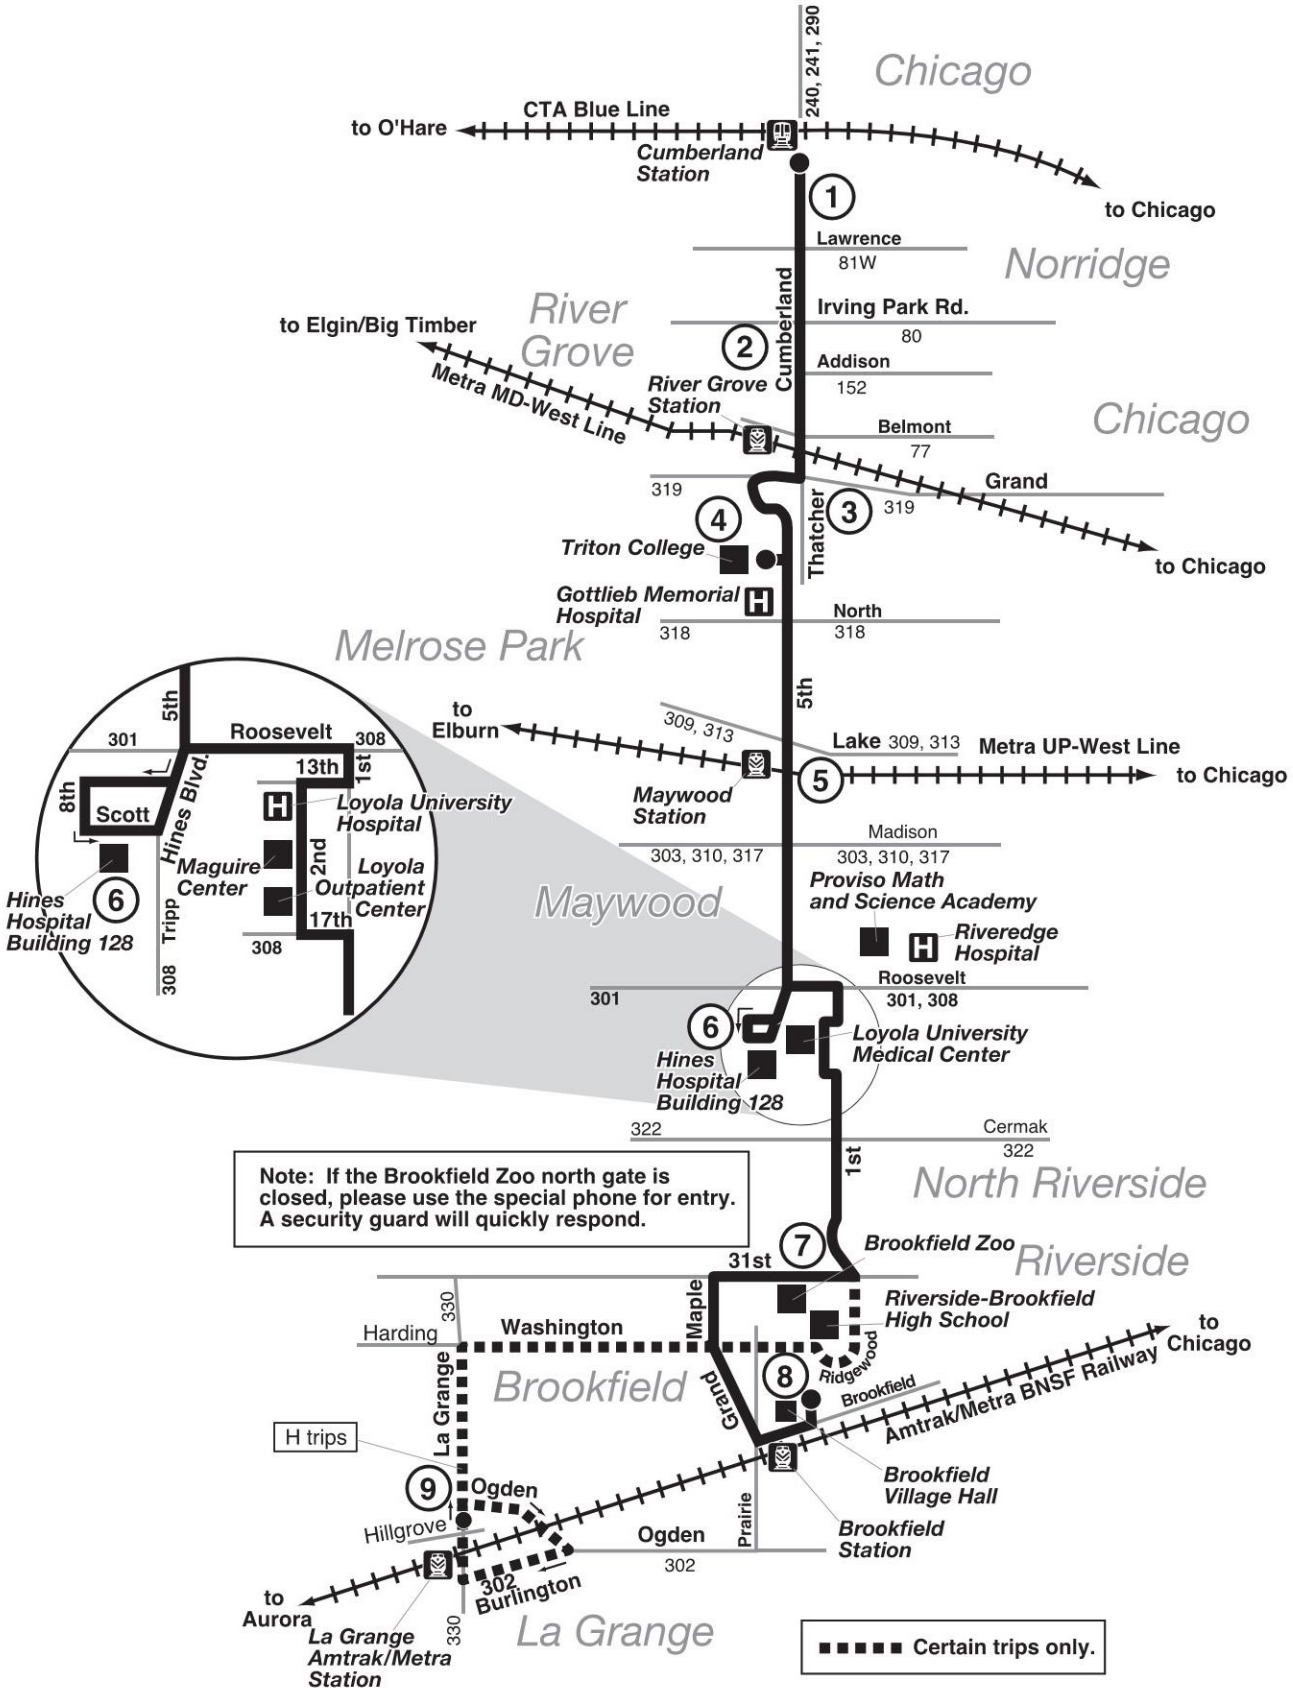 240, 241, 290
Chicago
CTA Blue Line
to O'Hare
Cumberland
Station
1
to Chicago
Lawrence
81W
Norridge
Cumberland
River
Grove
Irving Park Rd.
80
to Elgin/Big Timber
2
Addison
152
River Grove
Station
Metra MD-West Line
Belmont
77
Chicago
Grand
319
319
3
4
Thatcher
Triton College
to Chicago
Gottlieb Memorial
Hospital
H
North
318
318
Melrose Park
5th
to
Elburn
309, 313
Lake 309, 313
Metra UP-West Line
5
to Chicago
Maywood
Station
Madison
303, 310, 317
303, 310, 317
Proviso Math
and Science Academy
Maywood
H
Riveredge
Hospital
Roosevelt
301
301, 308
6
Loyola University
Medical Center
Hines
Hospital
Building 128
5th
Roosevelt
301
308
1st
13th
8th
Scott
Hines Blvd.
H
Loyola University
Hospital
Maguire
Center
2nd
Loyola
Outpatient
Center
6
Hines
Hospital
Building 128
Tripp
17th
308
308
322
Cermak
322
1st
North Riverside
Note: If the Brookfield Zoo north gate is
closed, please use the special phone for entry.
A security guard will quickly respond.
7
Brookfield Zoo
31st
Riverside
Maple
330
Riverside-Brookfield
High School
Harding
Washington
Ridgewood
to
Chicago
Brookfield
8
Grand
Brookfield
Amtrak/Metra BNSF Railway
La Grange
H trips
9
Ogden
Brookfield
Village Hall
Hillgrove
Prairie
Ogden
302
Brookfield
Station
302
Burlington
to
Aurora
La Grange
Amtrak/Metra
Station
330
La Grange
Certain trips only.